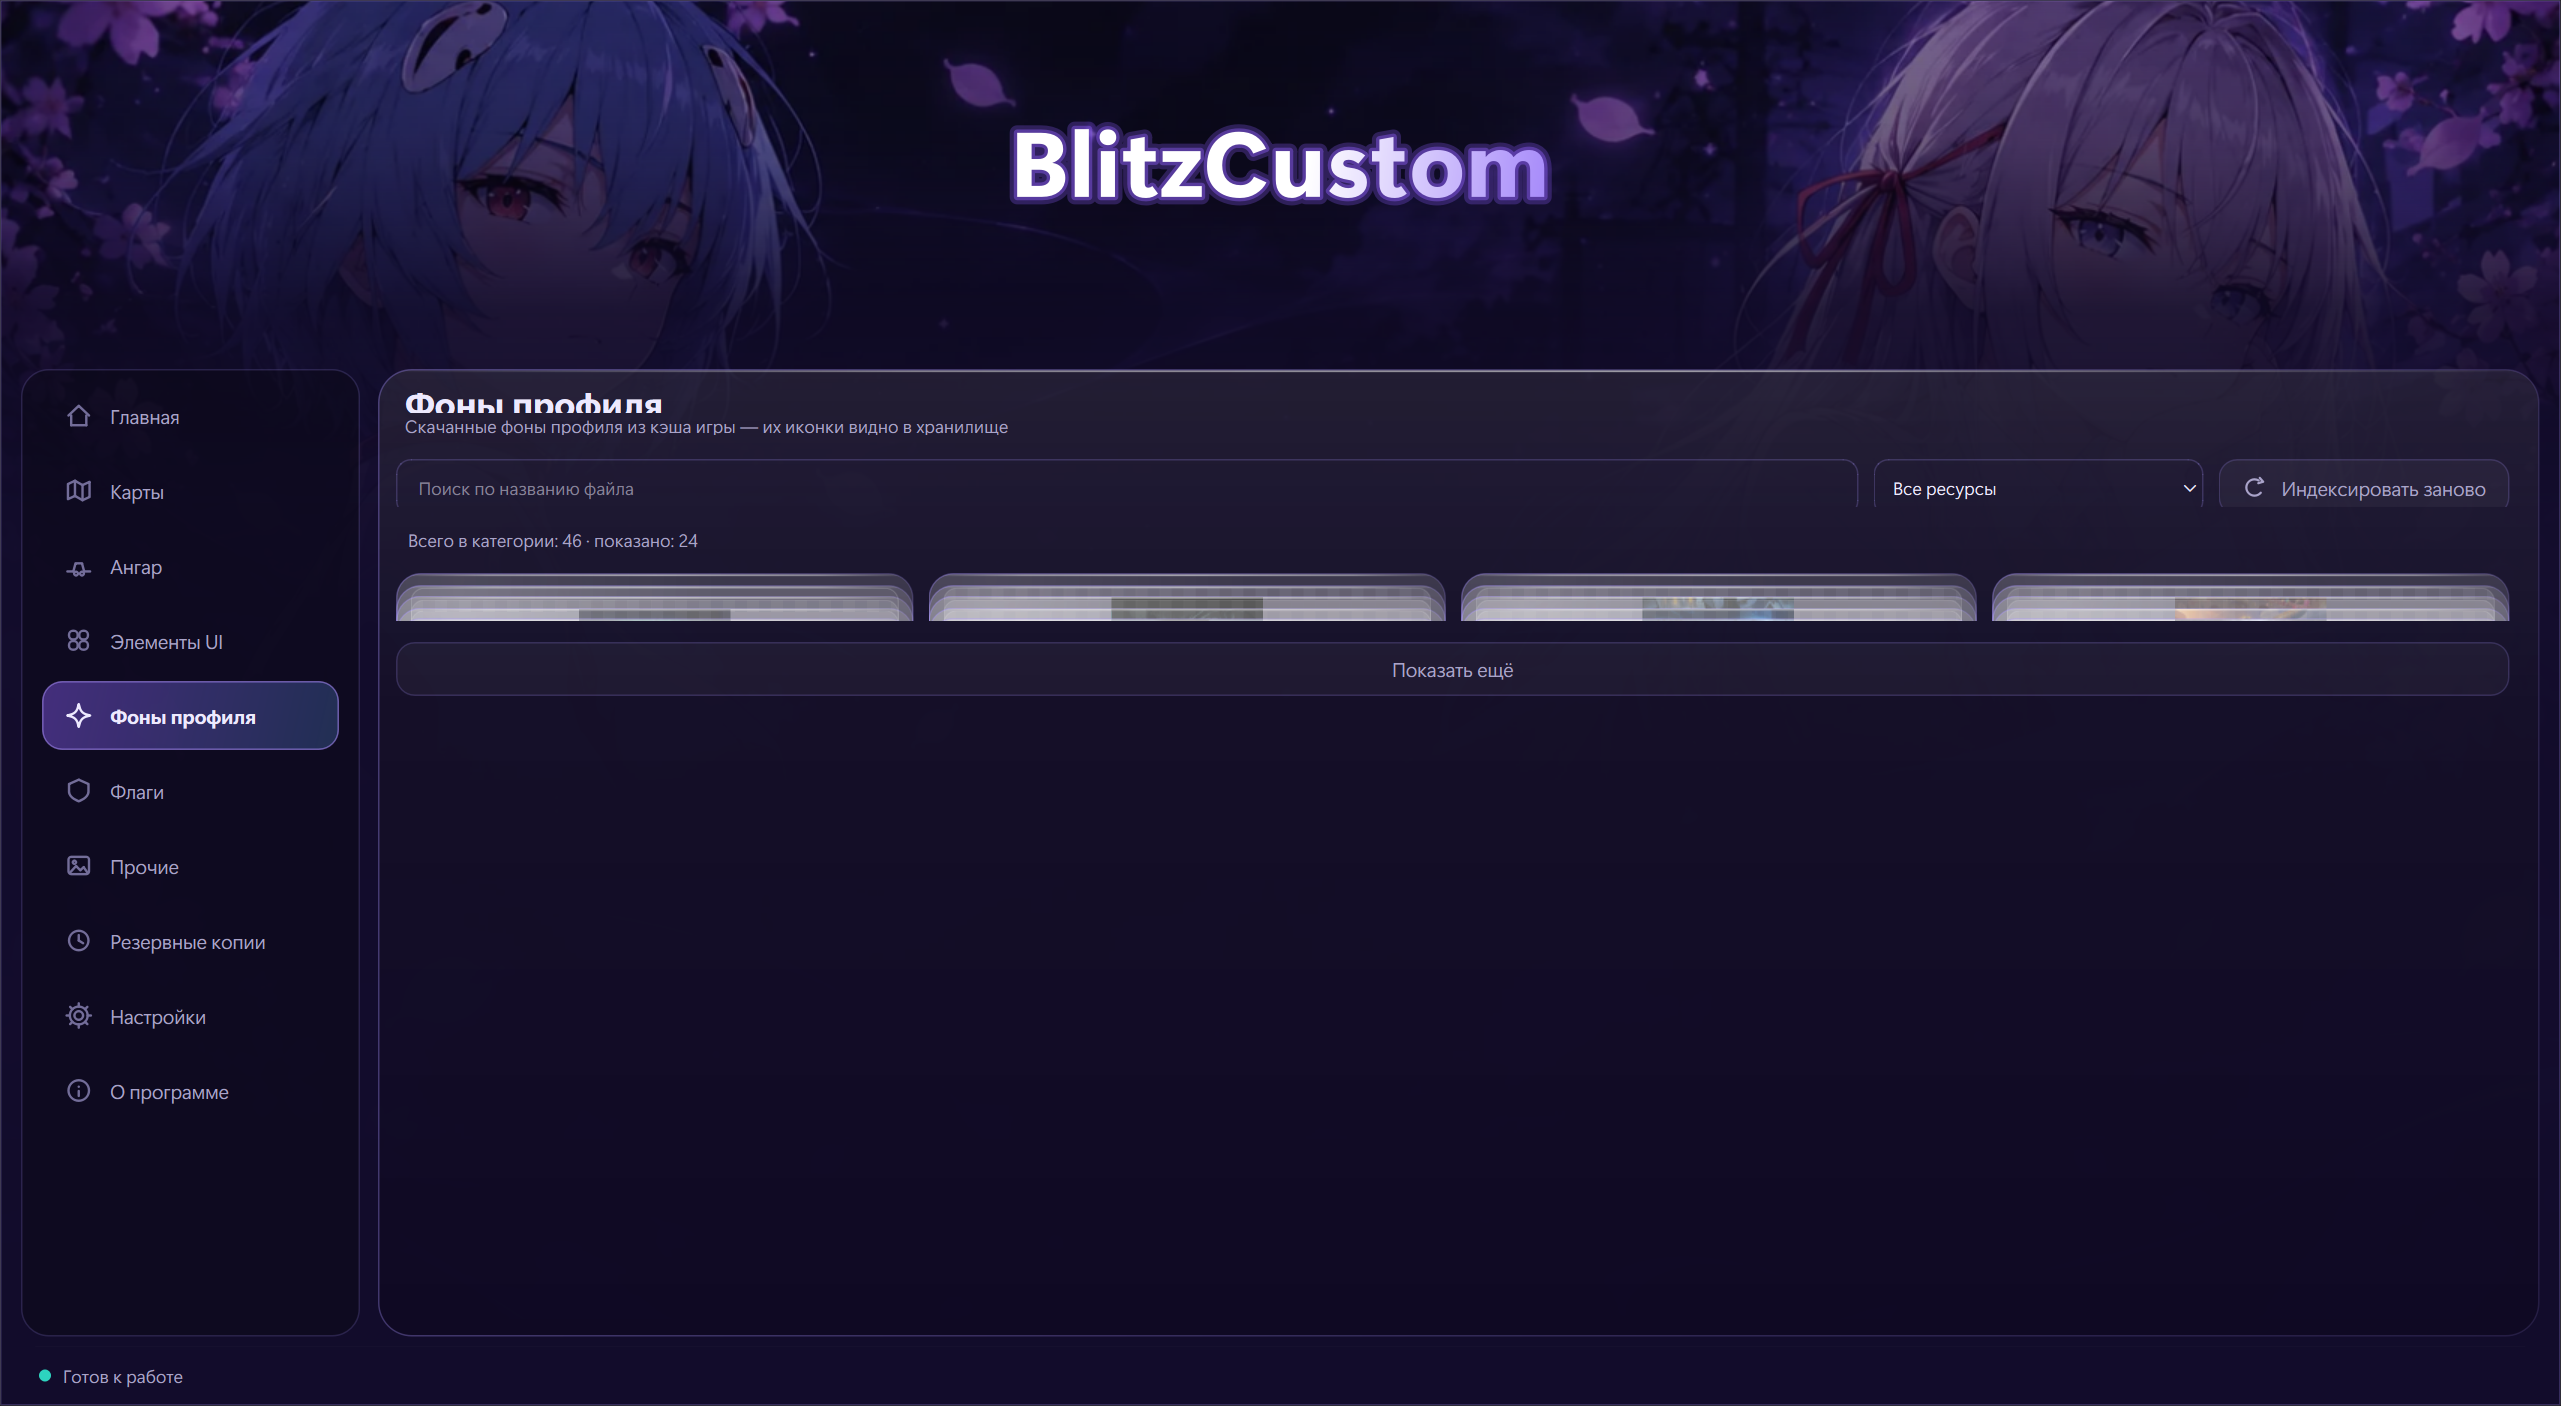 BlitzCustom
Главная
Карты
Ангар
Элементы UI
Фоны профиля
Флаги
Прочие
Резервные копии
Настройки
О программе
Фоны профиля
Скачанные фоны профиля из кэша игры — их иконки видно в хранилище
Поиск по названию файла
Все ресурсы
Индексировать заново
Всего в категории: 46 · показано: 24
Показать ещё
Готов к работе